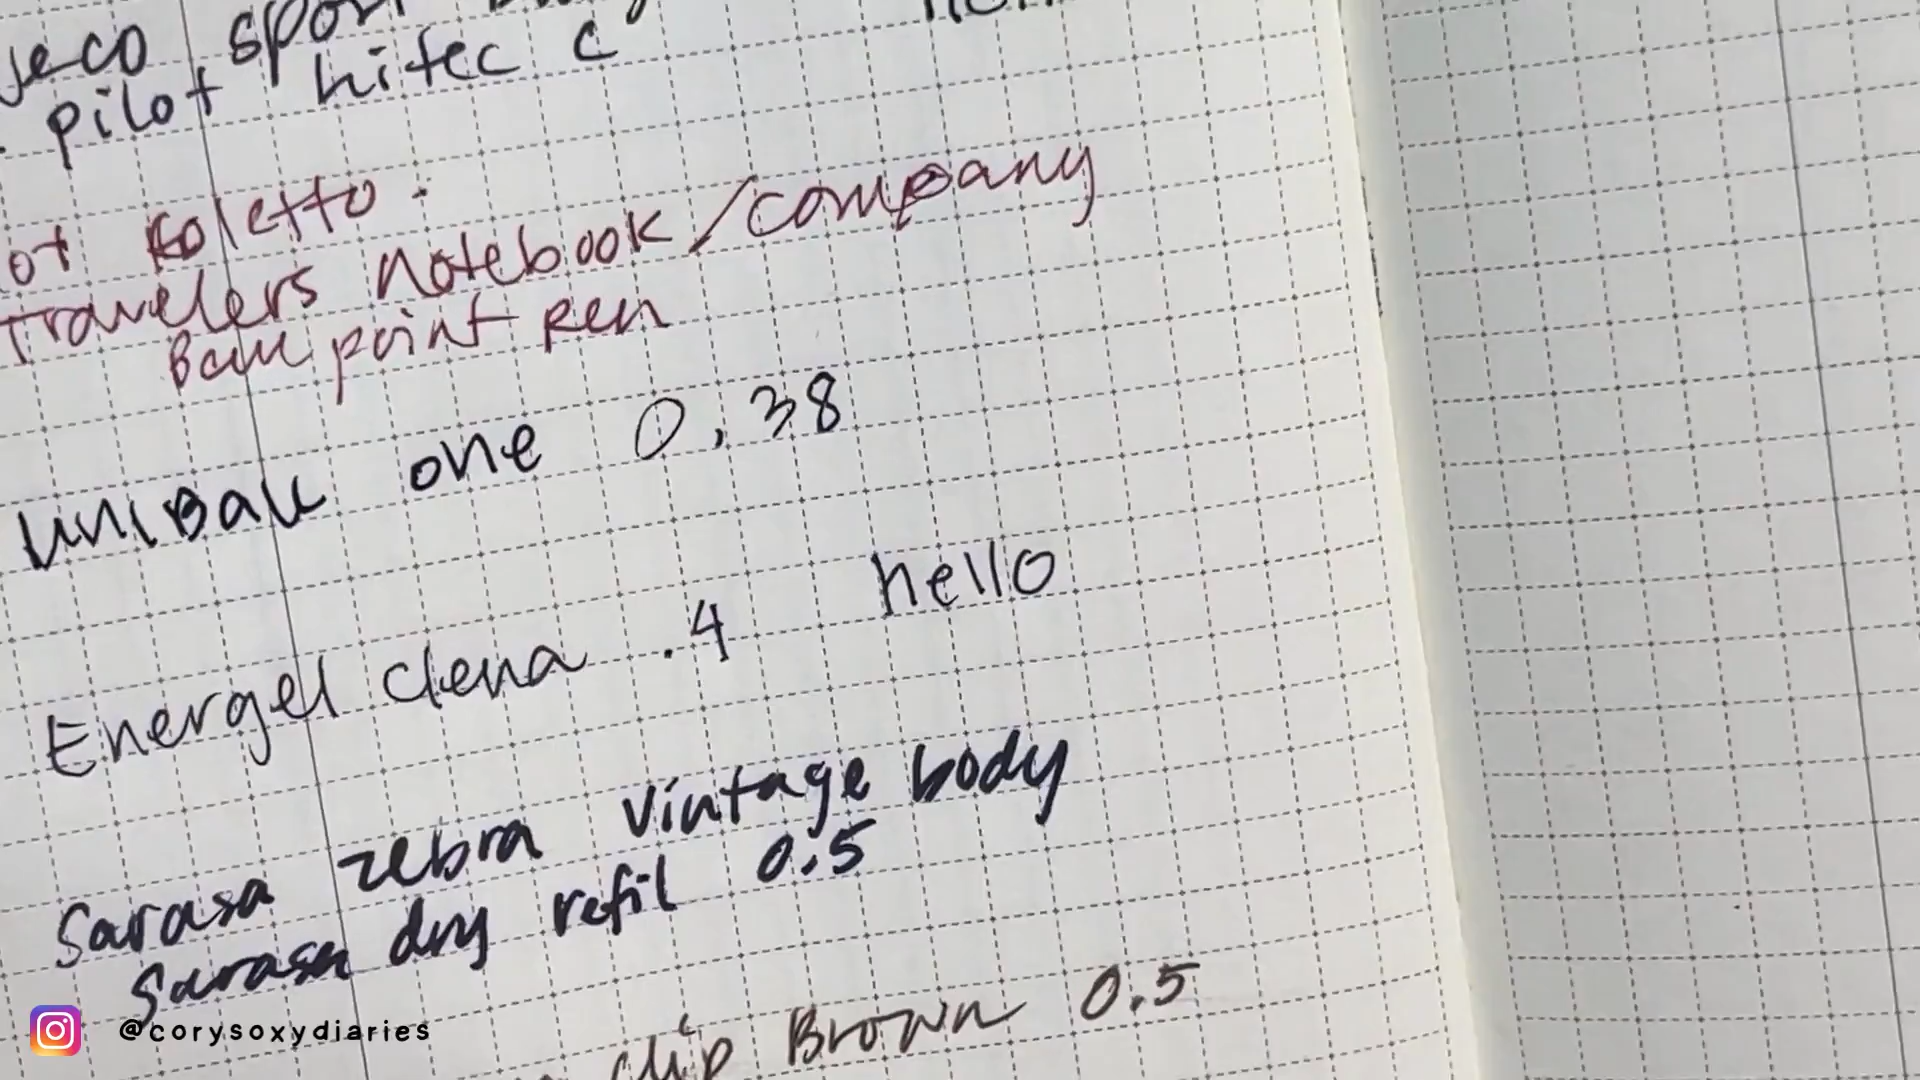 sport
pilot hitec c
Koletto.
Travelers notebook/company
Ball point pen
UniBall one 0.38
Energel clena .4 hello
Sarasa zebra vintage body
Sarasa dry refil 0.5
clip Brown 0.5
@corysoxydiaries